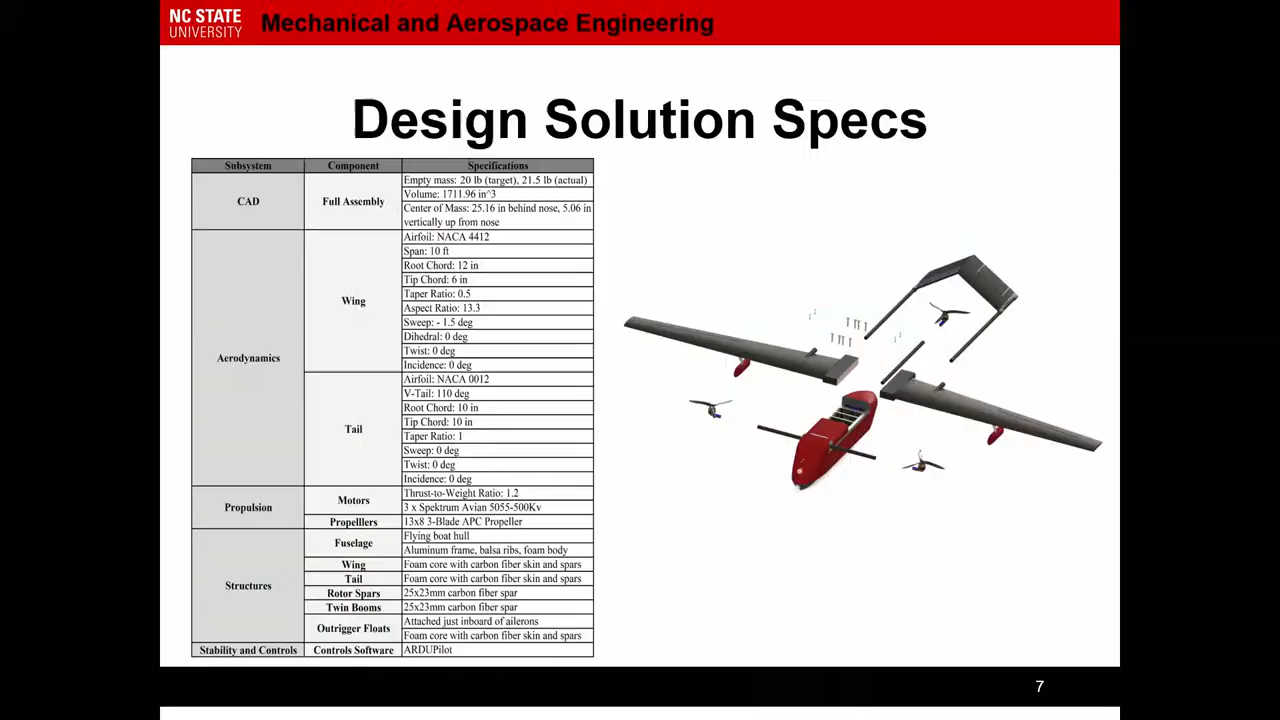 NC STATE
UNIVERSITY
Mechanical and Aerospace Engineering
Design Solution Specs
Subsystem Component Specifications
CAD
Full Assembly
Empty mass: 20 lb (target), 21.5 lb (actual)
Volume: 1711.96 in^3
Center of Mass: 25.16 in behind nose, 5.06 in
vertically up from nose
Aerodynamics
Wing
Airfoil: NACA 4412
Span: 10 ft
Root Chord: 12 in
Tip Chord: 6 in
Taper Ratio: 0.5
Aspect Ratio: 13.3
Sweep: - 1.5 deg
Dihedral: 0 deg
Twist: 0 deg
Incidence: 0 deg
Tail
Airfoil: NACA 0012
V-Tail: 110 deg
Root Chord: 10 in
Tip Chord: 10 in
Taper Ratio: 1
Sweep: 0 deg
Twist: 0 deg
Incidence: 0 deg
Propulsion
Motors
Thrust-to-Weight Ratio: 1.2
3 x Spektrum Avian 5055-500Kv
Propelllers 13x8 3-Blade APC Propeller
Structures
Fuselage
Flying boat hull
Aluminum frame, balsa ribs, foam body
Wing Foam core with carbon fiber skin and spars
Tail Foam core with carbon fiber skin and spars
Rotor Spars 25x23mm carbon fiber spar
Twin Booms 25x23mm carbon fiber spar
Outrigger Floats
Attached just inboard of ailerons
Foam core with carbon fiber skin and spars
Stability and Controls Controls Software ARDUPilot
7